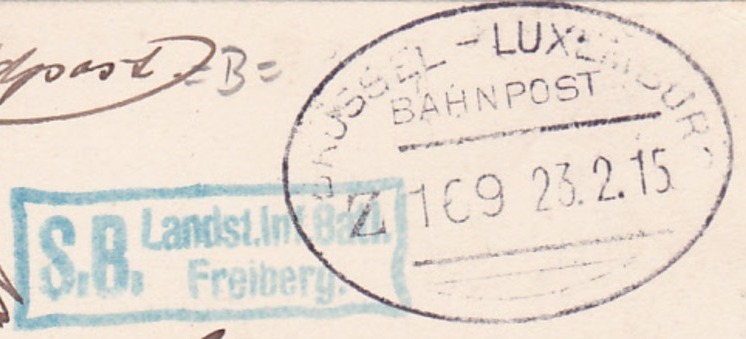 dpost. =B=
BRÜSSEL - LUXEMBURG
BAHNPOST
Z 169 23.2.15
S.B. Landst.Inf.Batl.
Freiberg.